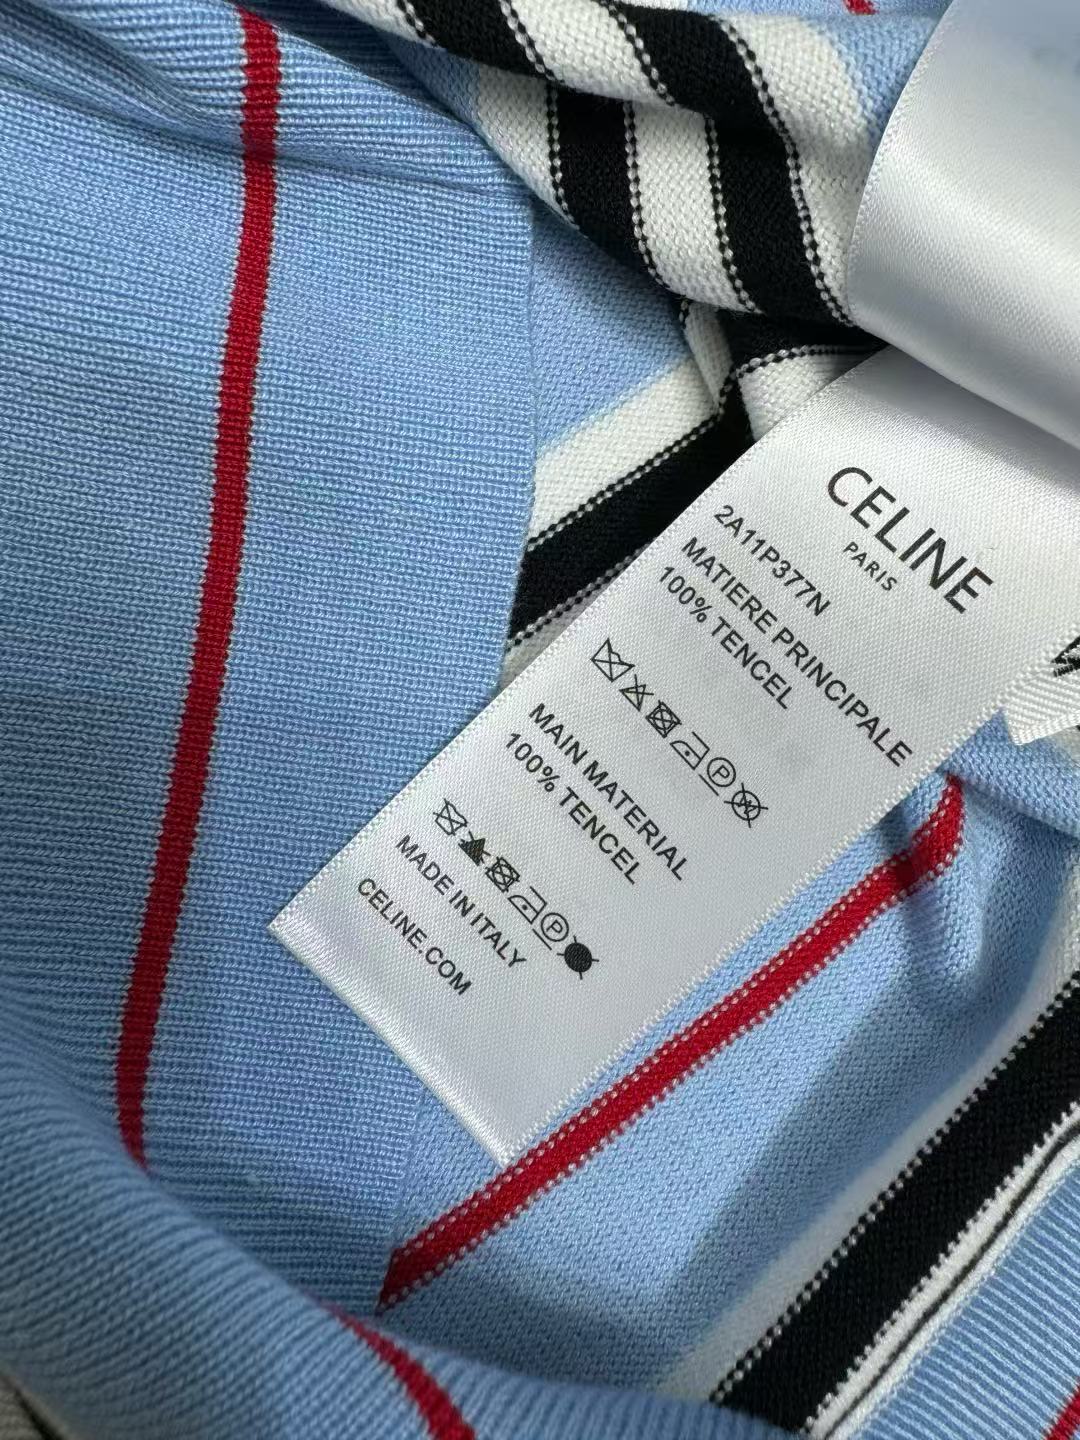 CELINE
PARIS
2A11P377N
MATIERE PRINCIPALE
100% TENCEL
P
W
MAIN MATERIAL
100% TENCEL
P
MADE IN ITALY
CELINE.COM